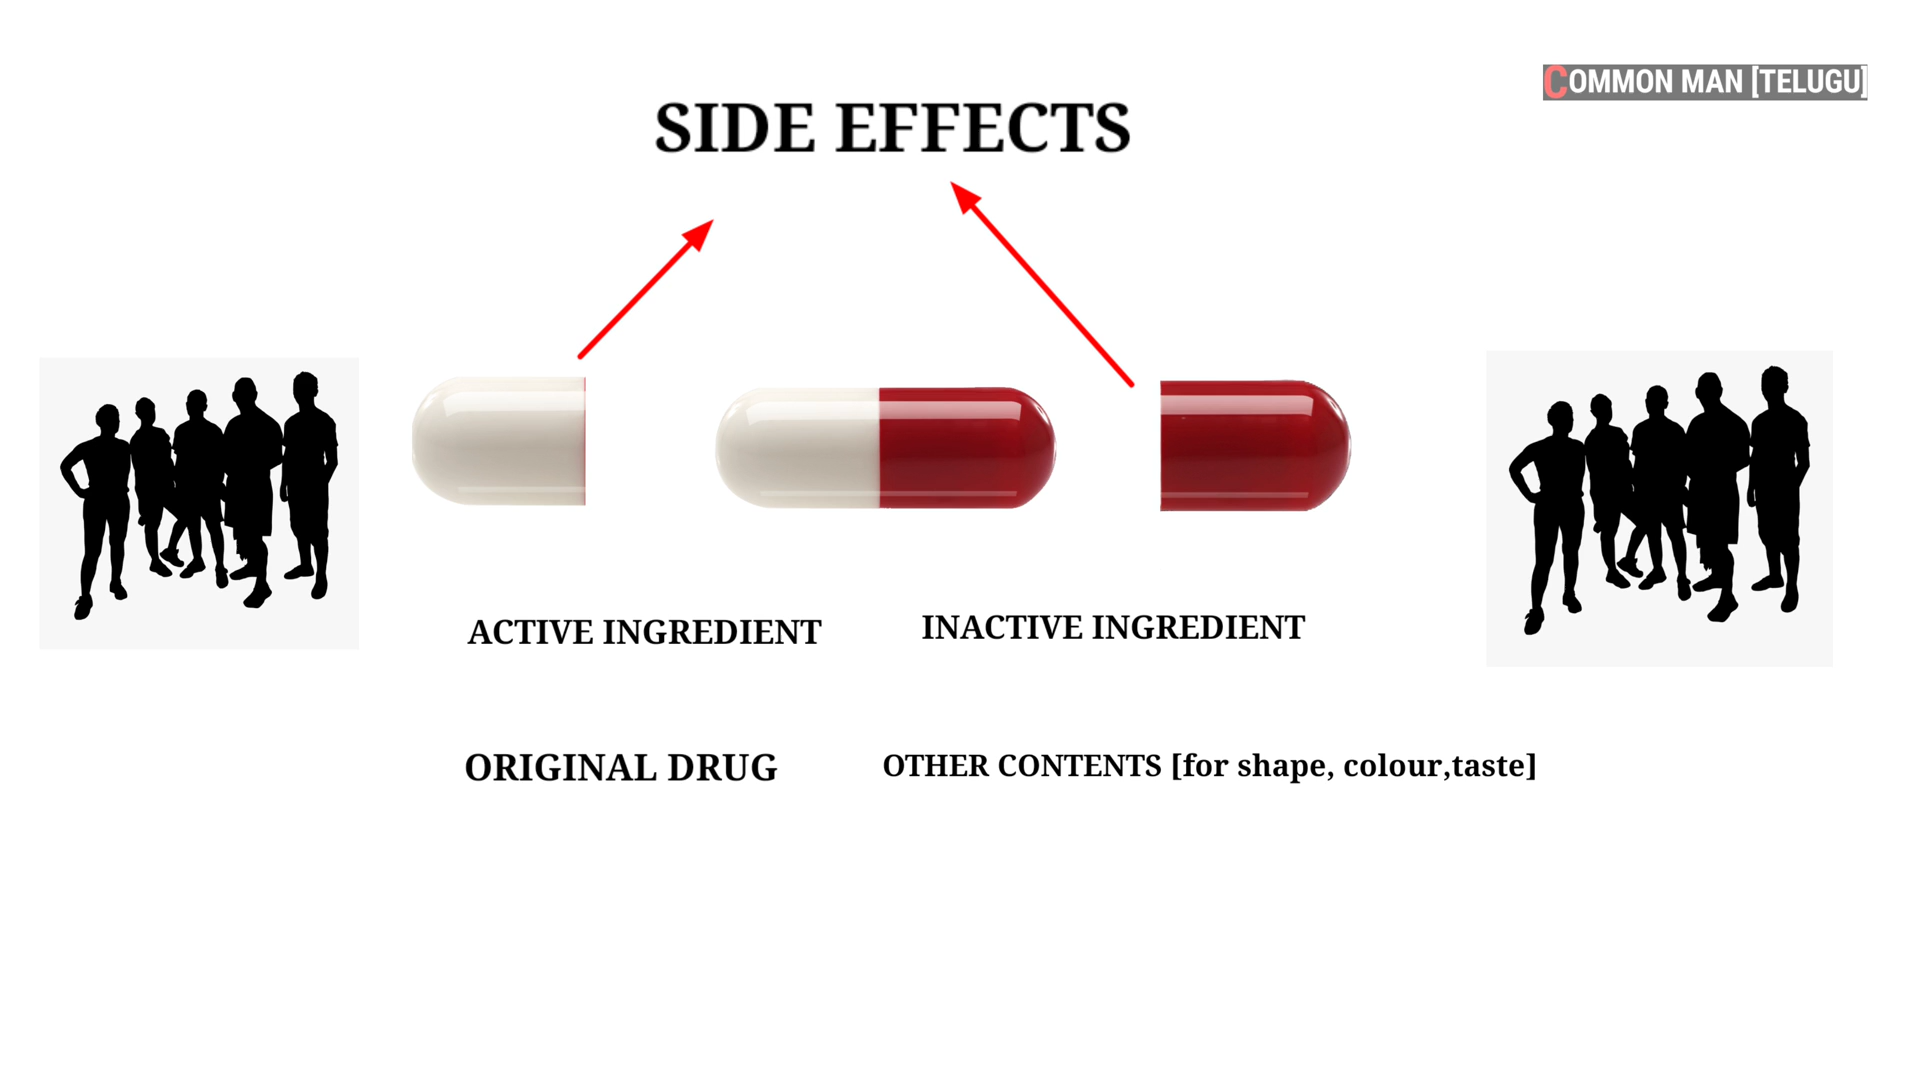 COMMON MAN [TELUGU]
SIDE EFFECTS
ACTIVE INGREDIENT
INACTIVE INGREDIENT
ORIGINAL DRUG
OTHER CONTENTS [for shape, colour,taste]